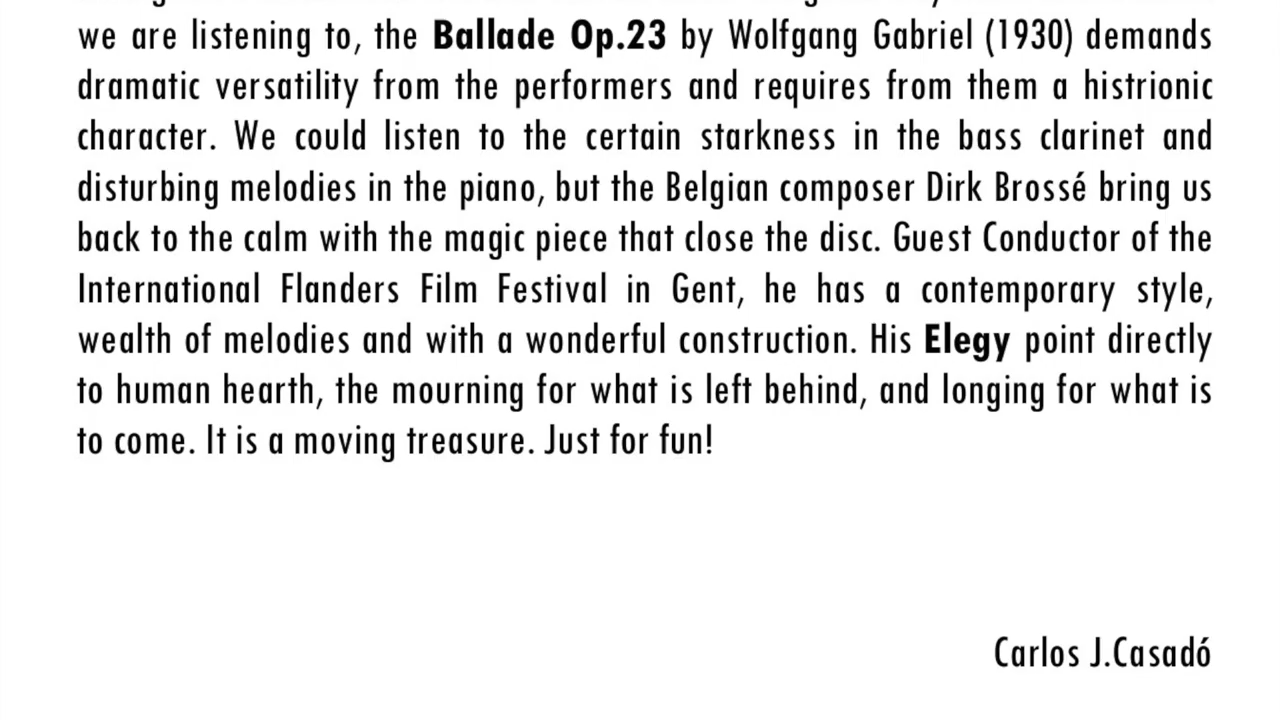 we are listening to, the Ballade Op.23 by Wolfgang Gabriel (1930) demands
dramatic versatility from the performers and requires from them a histrionic
character. We could listen to the certain starkness in the bass clarinet and
disturbing melodies in the piano, but the Belgian composer Dirk Brossé bring us
back to the calm with the magic piece that close the disc. Guest Conductor of the
International Flanders Film Festival in Gent, he has a contemporary style,
wealth of melodies and with a wonderful construction. His Elegy point directly
to human hearth, the mourning for what is left behind, and longing for what is
to come. It is a moving treasure. Just for fun!
Carlos J.Casadó